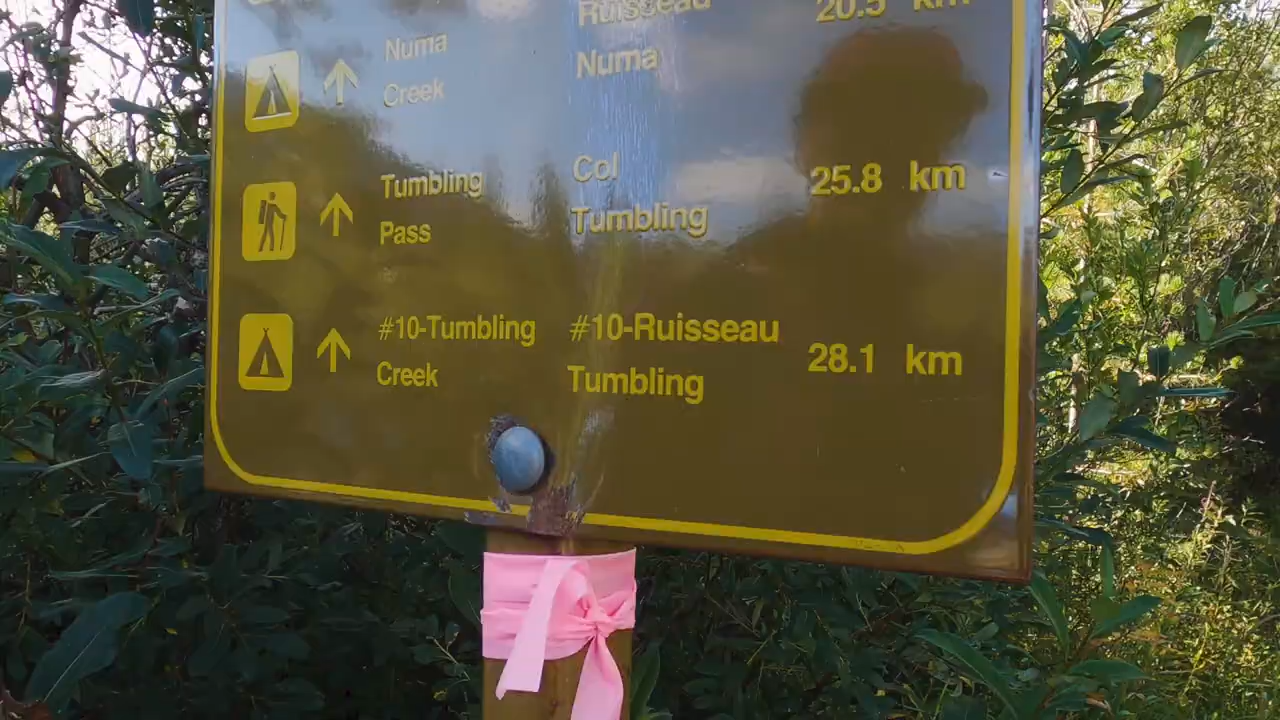 Ruisseau 20.5 km
Numa Numa
Creek
Tumbling Col 25.8 km
Pass Tumbling
#10-Tumbling #10-Ruisseau 28.1 km
Creek Tumbling